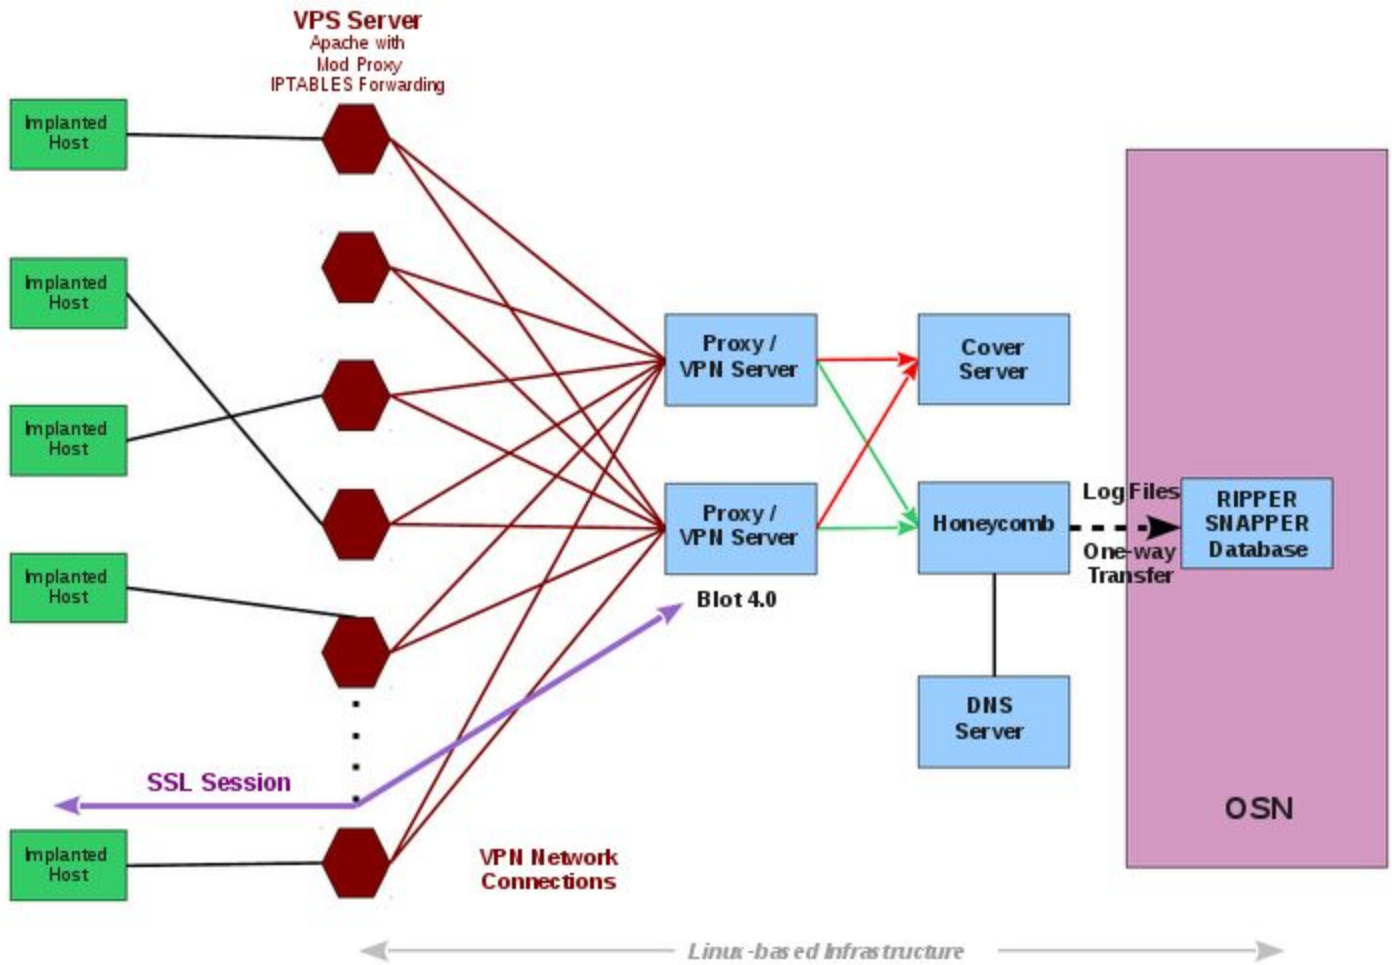 VPS Server
Apache with
Mod Proxy
IPTABLES Forwarding
Implanted
Host
Implanted
Host
Implanted
Host
Implanted
Host
Implanted
Host
Proxy /
VPN Server
Proxy /
VPN Server
Blot 4.0
Cover
Server
Honeycomb
DNS
Server
Log Files
One-way
Transfer
RIPPER
SNAPPER
Database
OSN
SSL Session
VPN Network
Connections
Linux-based Infrastructure